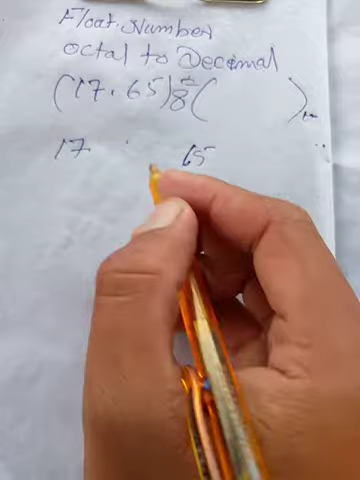 Float Number
Octal to Decimal
(17.65)8 = ( )10
17 . 65